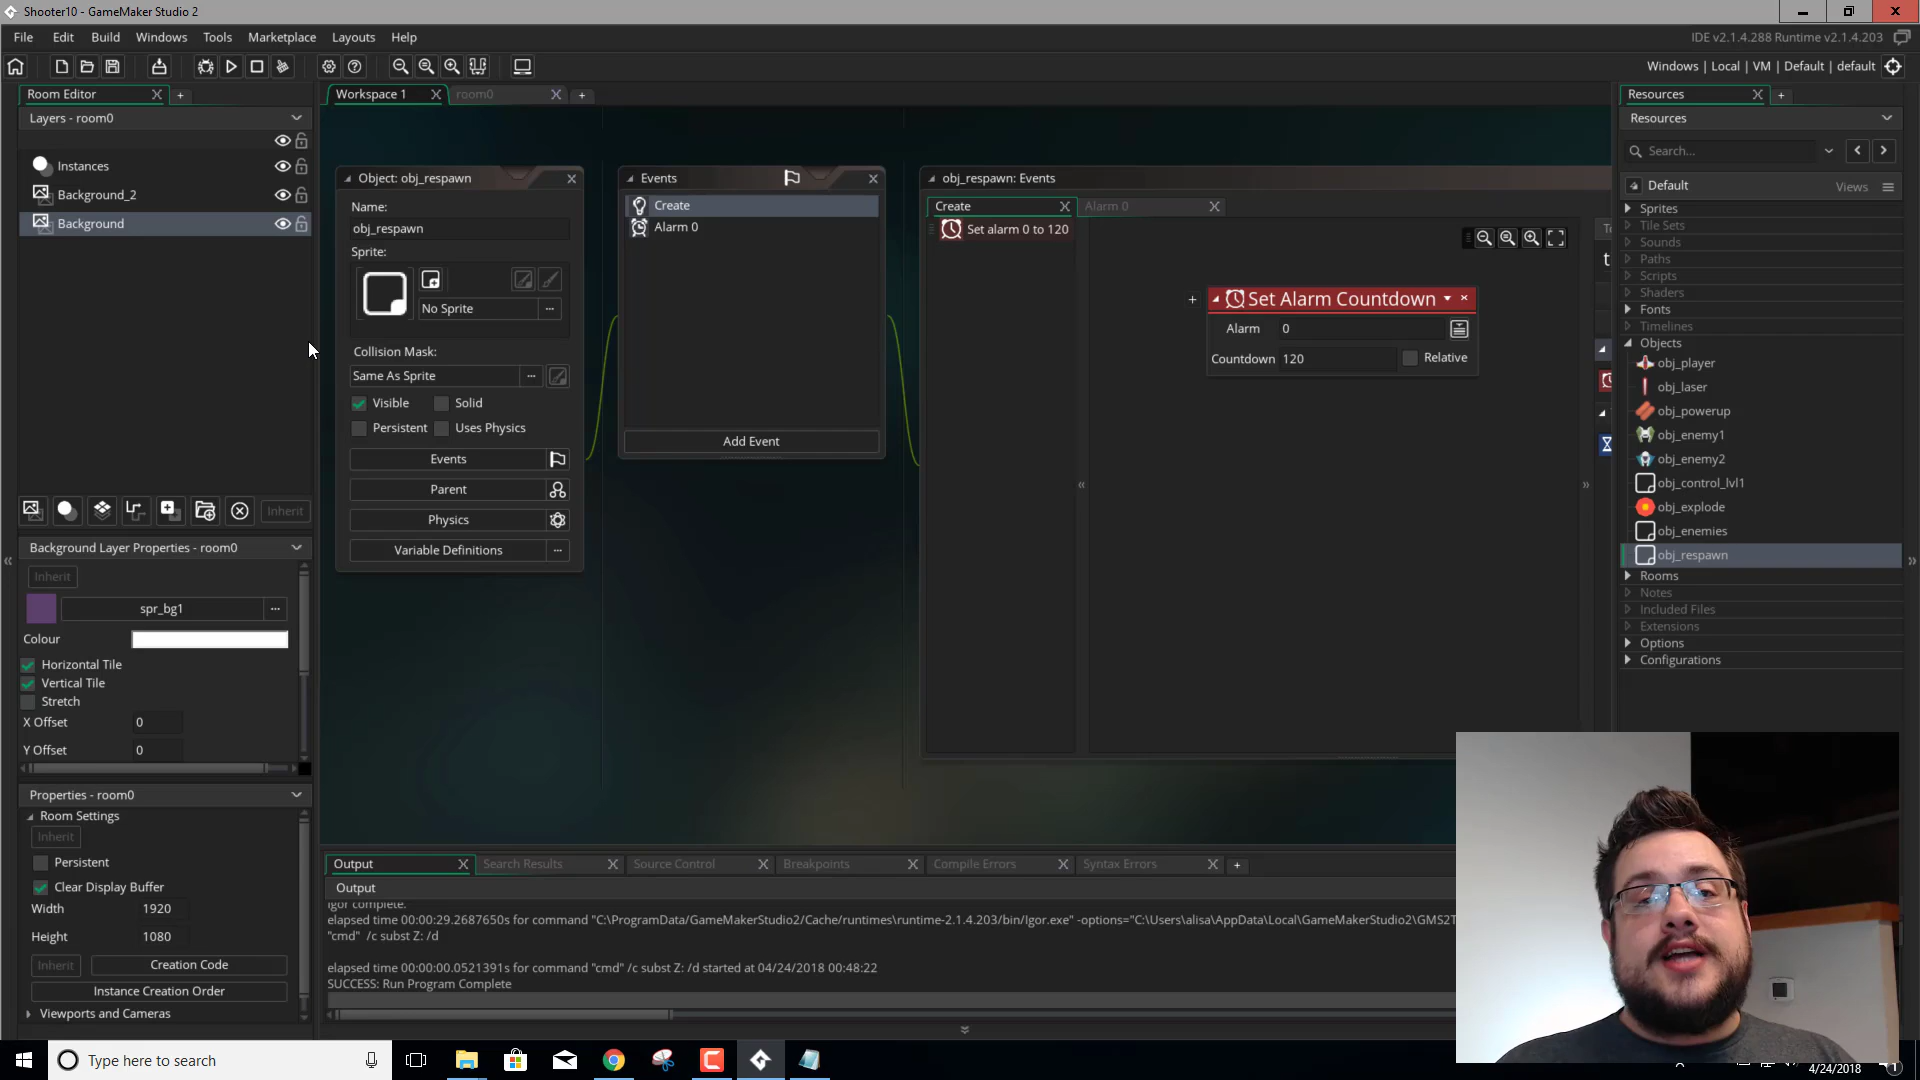 Shooter10 - GameMaker Studio 2
File Edit Build Windows Tools Marketplace Layouts Help
IDE v2.1.4.288 Runtime v2.1.4.203
Windows | Local | VM | Default | default
Room Editor
Layers - room0
Instances
Background_2
Background
Inherit
Background Layer Properties - room0
Inherit
spr_bg1
Colour
Horizontal Tile
Vertical Tile
Stretch
X Offset 0
Y Offset 0
Properties - room0
Room Settings
Inherit
Persistent
Clear Display Buffer
Width 1920
Height 1080
Inherit Creation Code
Instance Creation Order
Viewports and Cameras
Workspace 1 room0
Object: obj_respawn
Name:
obj_respawn
Sprite:
No Sprite
Collision Mask:
Same As Sprite
Visible Solid
Persistent Uses Physics
Events
Parent
Physics
Variable Definitions
Events
Create
Alarm 0
Add Event
obj_respawn: Events
Create Alarm 0
Set alarm 0 to 120
Set Alarm Countdown
Alarm 0
Countdown 120 Relative
Output Search Results Source Control Breakpoints Compile Errors Syntax Errors
Output
Igor complete.
elapsed time 00:00:29.2687650s for command "C:\ProgramData/GameMakerStudio2/Cache/runtimes\runtime-2.1.4.203/bin/Igor.exe" -options="C:\Users\alisa\AppData\Local\GameMakerStudio2\GMS2T
"cmd" /c subst Z: /d
elapsed time 00:00:00.0521391s for command "cmd" /c subst Z: /d started at 04/24/2018 00:48:22
SUCCESS: Run Program Complete
Resources
Resources
Search...
Default Views
Sprites
Tile Sets
Sounds
Paths
Scripts
Shaders
Fonts
Timelines
Objects
obj_player
obj_laser
obj_powerup
obj_enemy1
obj_enemy2
obj_control_lvl1
obj_explode
obj_enemies
obj_respawn
Rooms
Notes
Included Files
Extensions
Options
Configurations
Type here to search
4/24/2018
1